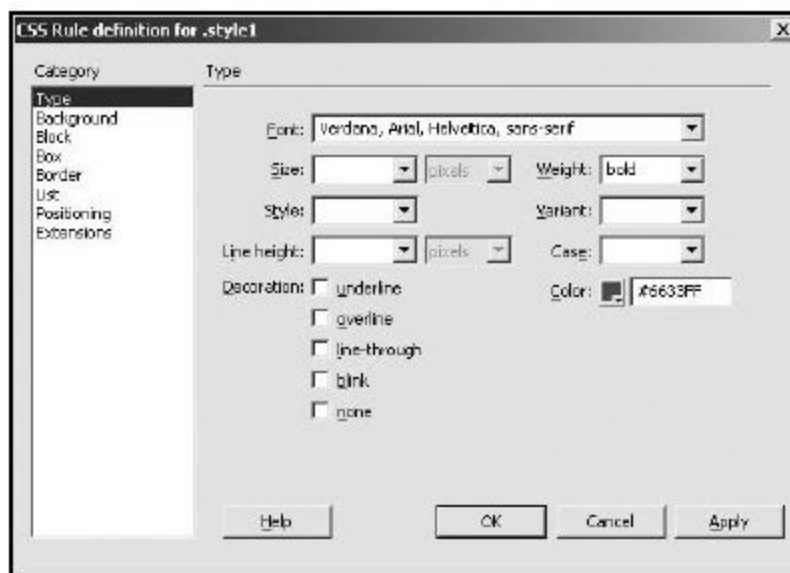 CSS Rule definition for .style1
Category
Type
Background
Block
Box
Border
List
Positioning
Extensions
Type
Font: Verdana, Arial, Helvetica, sans-serif
Size: pixels Weight: bold
Style: Variant:
Line height: pixels Case:
Decoration: underline Color: #6633FF
overline
line-through
blink
none
Help OK Cancel Apply